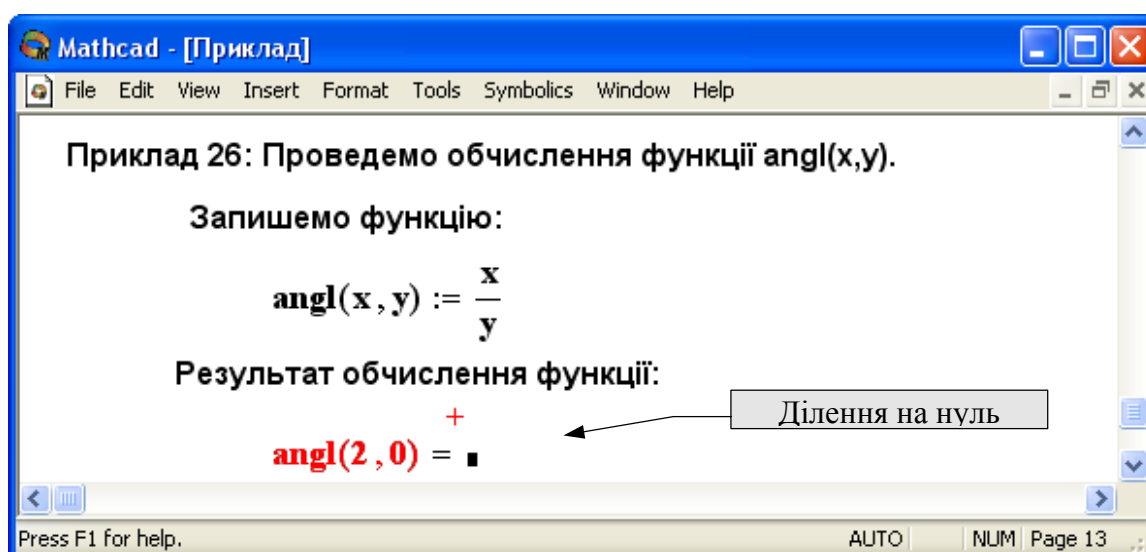 Mathcad - [Приклад]
File Edit View Insert Format Tools Symbolics Window Help
Приклад 26: Проведемо обчислення функції angl(x,y).
Запишемо функцію:
angl(x , y) := x/y
Результат обчислення функції:
+
Ділення на нуль
angl(2 , 0) = ∎
Press F1 for help. AUTO NUM Page 13